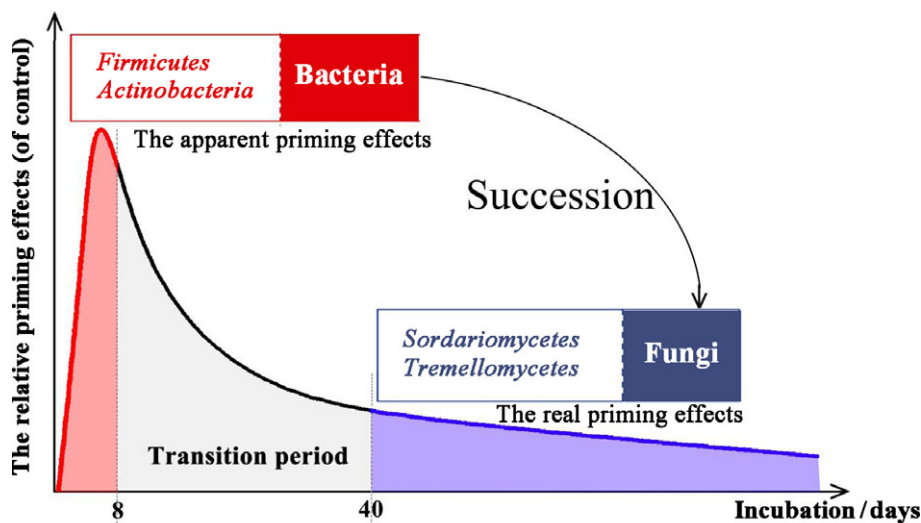 Firmicutes
Actinobacteria
Bacteria
The apparent priming effects
Succession
Sordariomycetes
Tremellomycetes
Fungi
The real priming effects
Transition period
The relative priming effects (of control)
8
40
Incubation / days